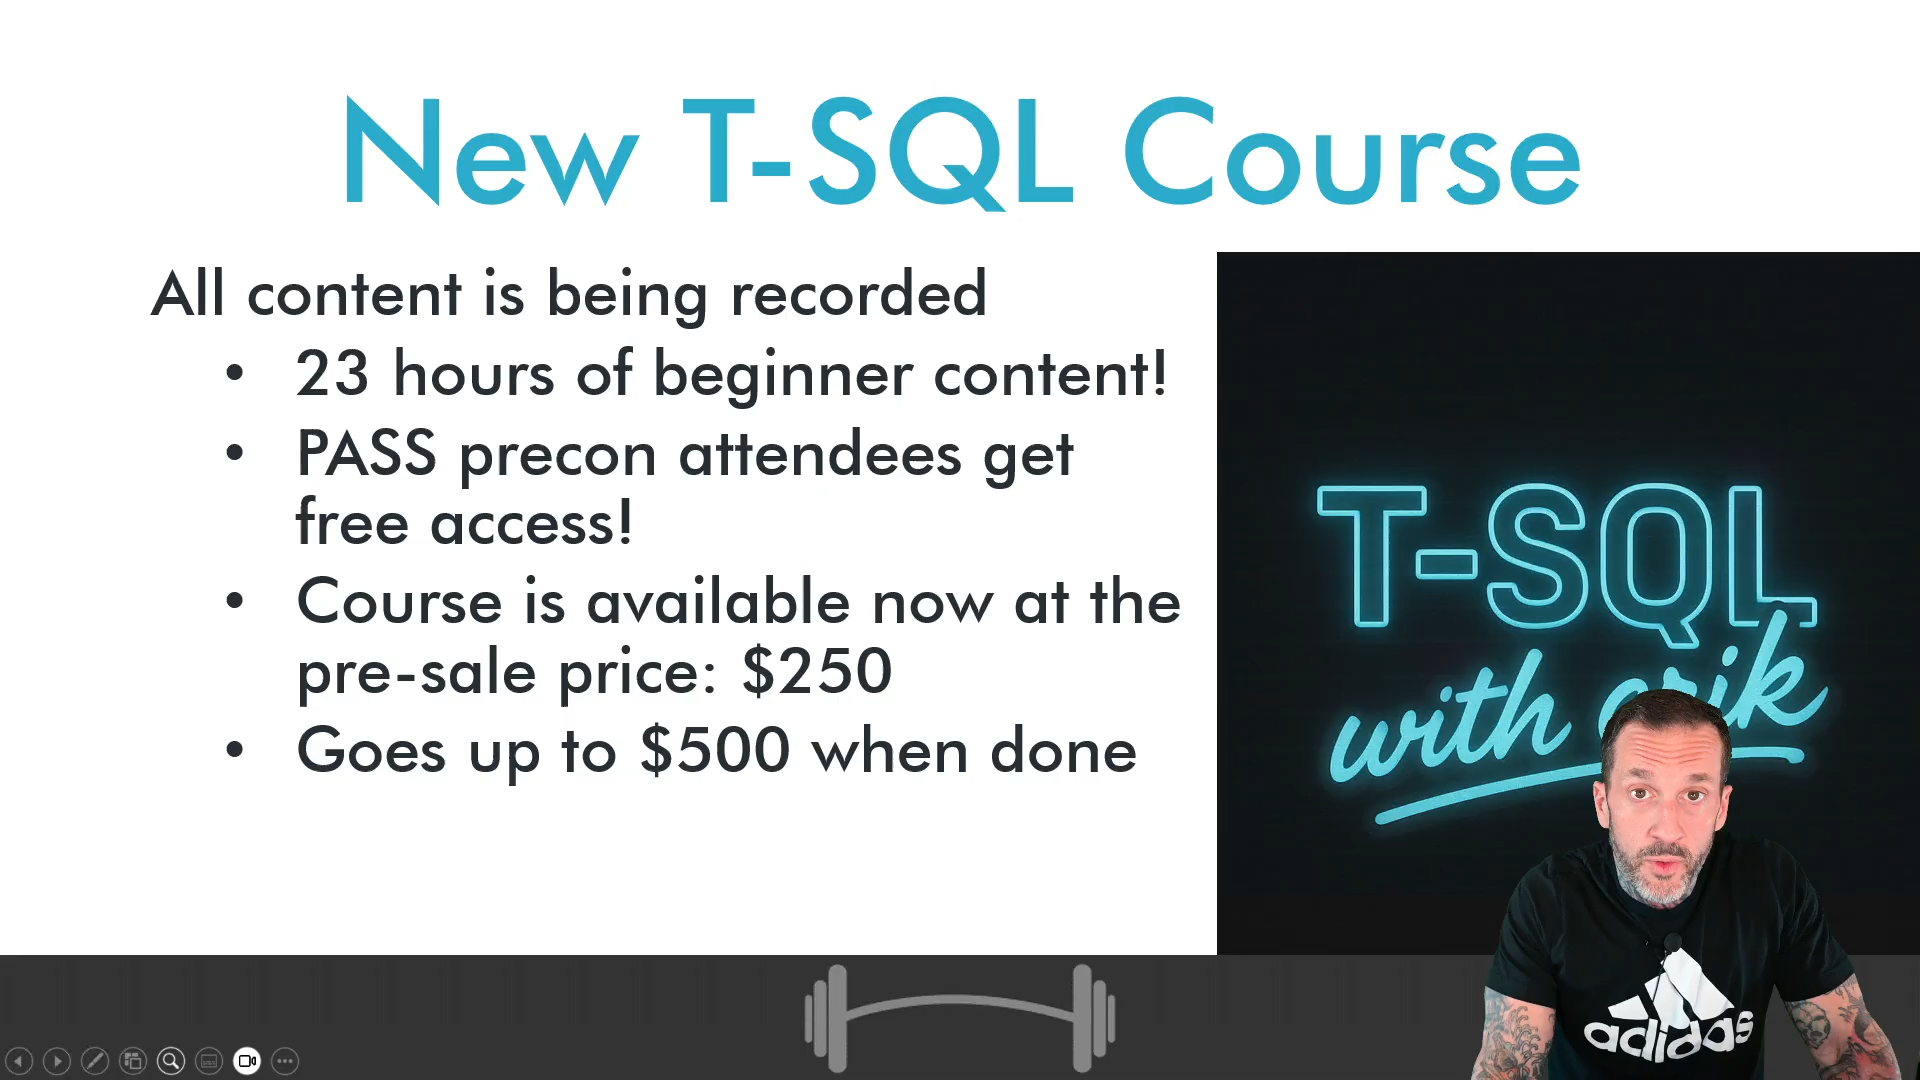 New T-SQL Course
All content is being recorded
• 23 hours of beginner content!
• PASS precon attendees get
free access!
• Course is available now at the
pre-sale price: $250
• Goes up to $500 when done
T-SQL
with erik
adidas